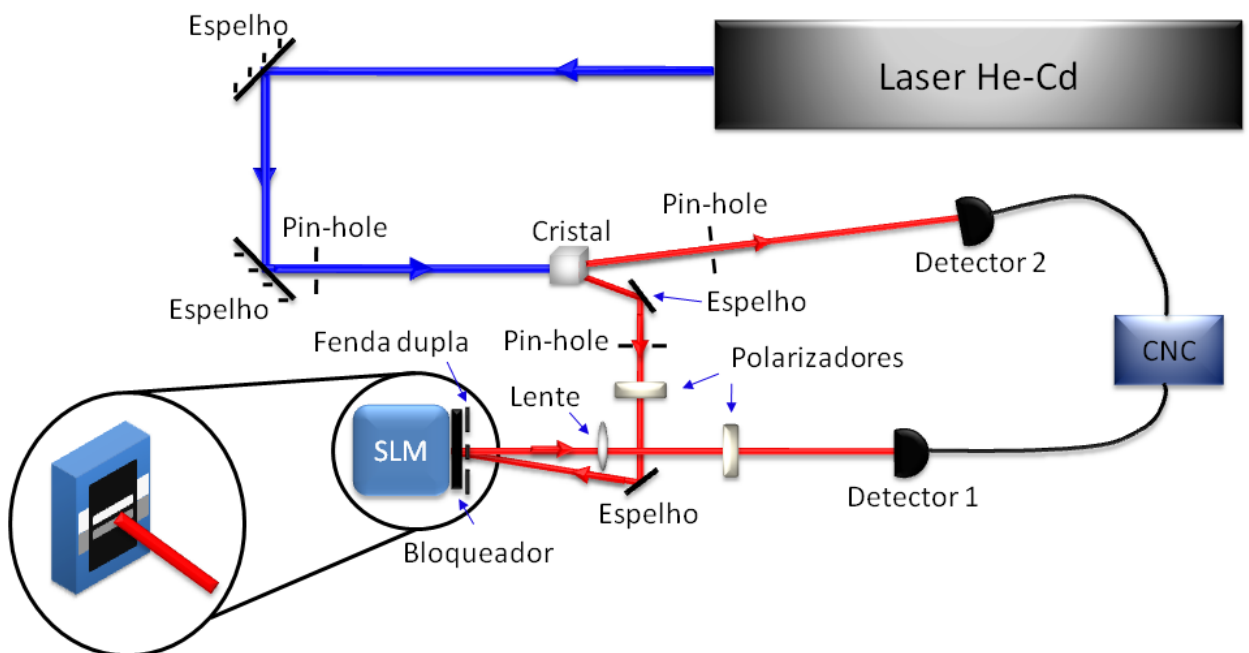 Espelho
Laser He-Cd
Pin-hole
Pin-hole
Cristal
Detector 2
Espelho
Espelho
Fenda dupla
Pin-hole
Polarizadores
CNC
Lente
SLM
Detector 1
Espelho
Bloqueador